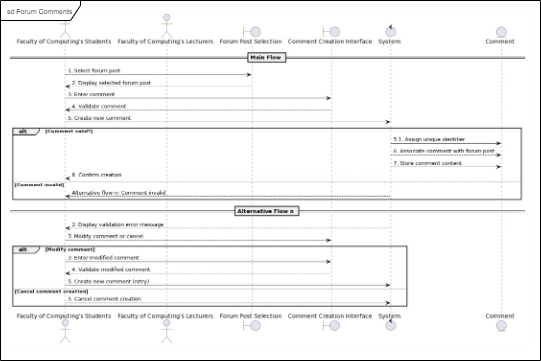 sd Forum Comments
Faculty of Computing's Students Faculty of Computing's Lecturers Forum Post Selection Comment Creation Interface System Comment
Main Flow
1. Select forum post
2. Display selected forum post
3. Enter comment
4. Validate comment
5. Create new comment
alt [Comment valid?]
5.1. Assign unique identifier
6. Associate comment with forum post
7. Store comment content
8. Confirm creation
[Comment invalid]
Alternative flow n: Comment invalid
Alternative Flow n
2. Display validation error message
3. Modify comment or cancel
alt [Modify comment]
3. Enter modified comment
4. Validate modified comment
5. Create new comment (retry)
[Cancel comment creation]
5. Cancel comment creation
Faculty of Computing's Students Faculty of Computing's Lecturers Forum Post Selection Comment Creation Interface System Comment